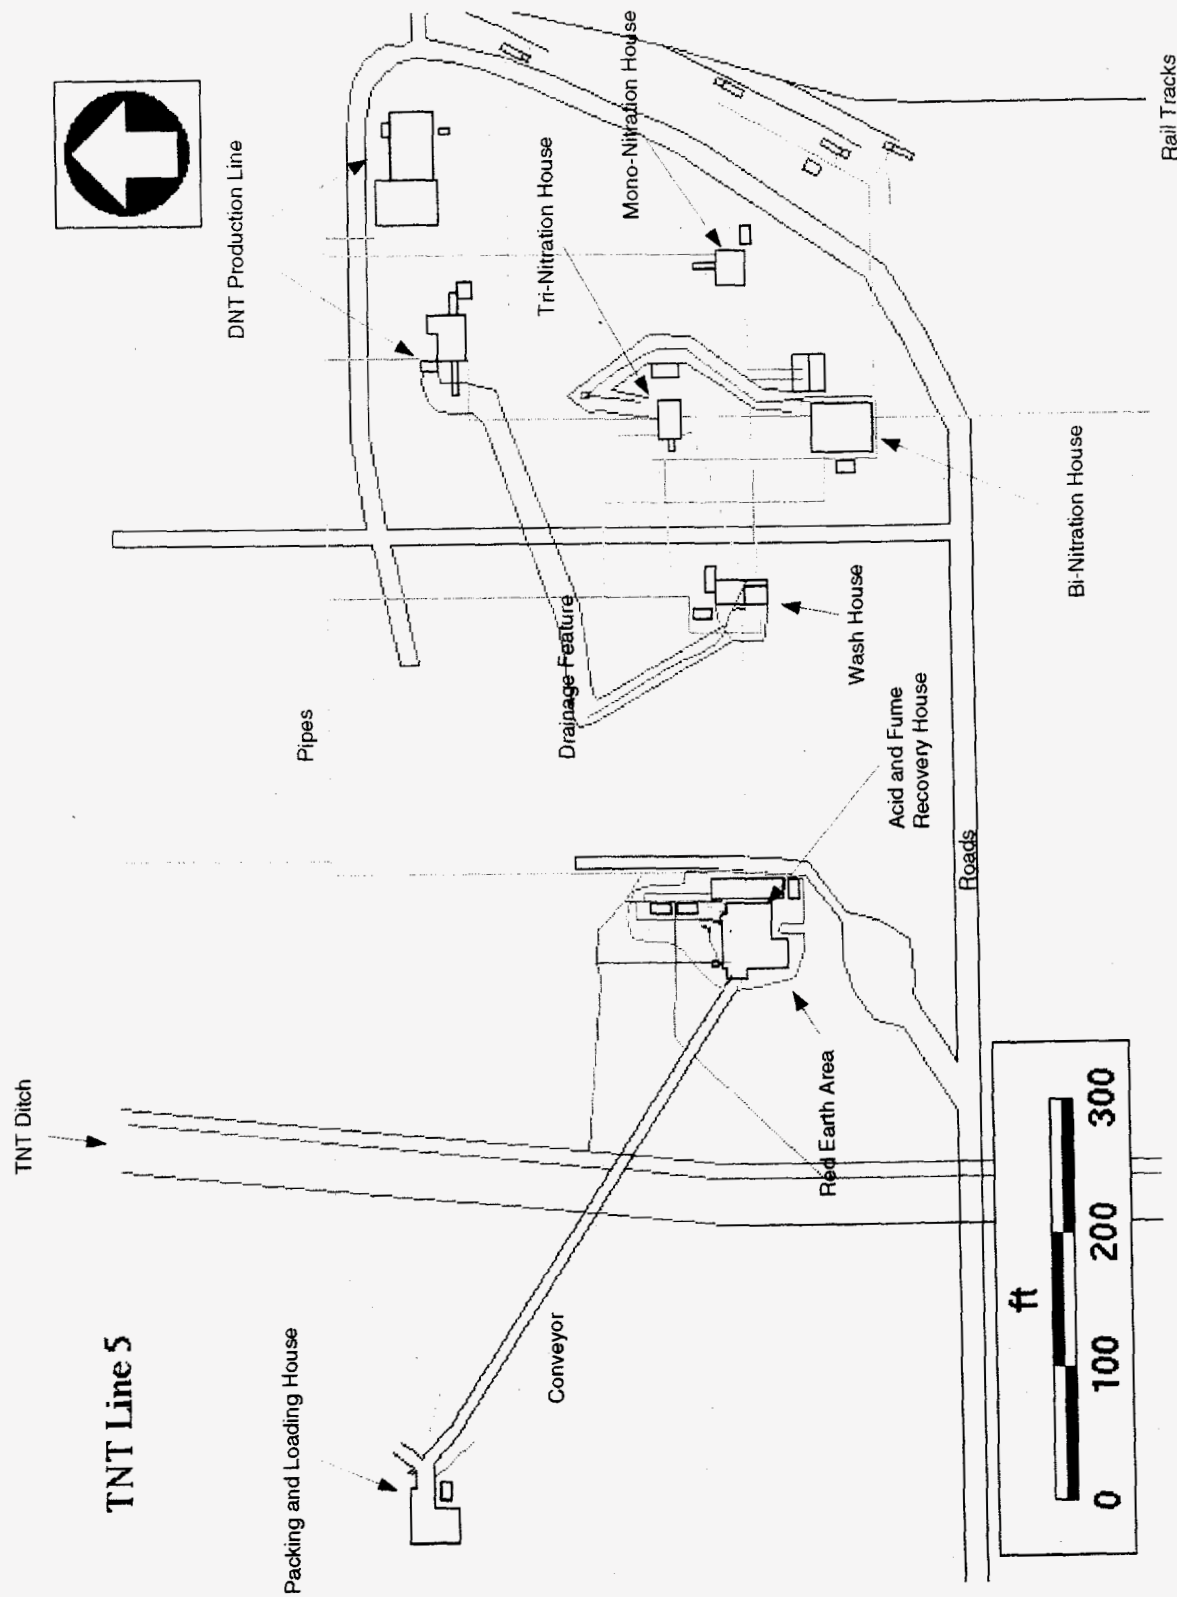 TNT Line 5
TNT Ditch
Packing and Loading House
Conveyor
Red Earth Area
Acid and Fume
Recovery House
Roads
Pipes
Drainage Feature
Wash House
Bi-Nitration House
DNT Production Line
Tri-Nitration House
Mono-Nitration House
Rail Tracks
ft
0 100 200 300